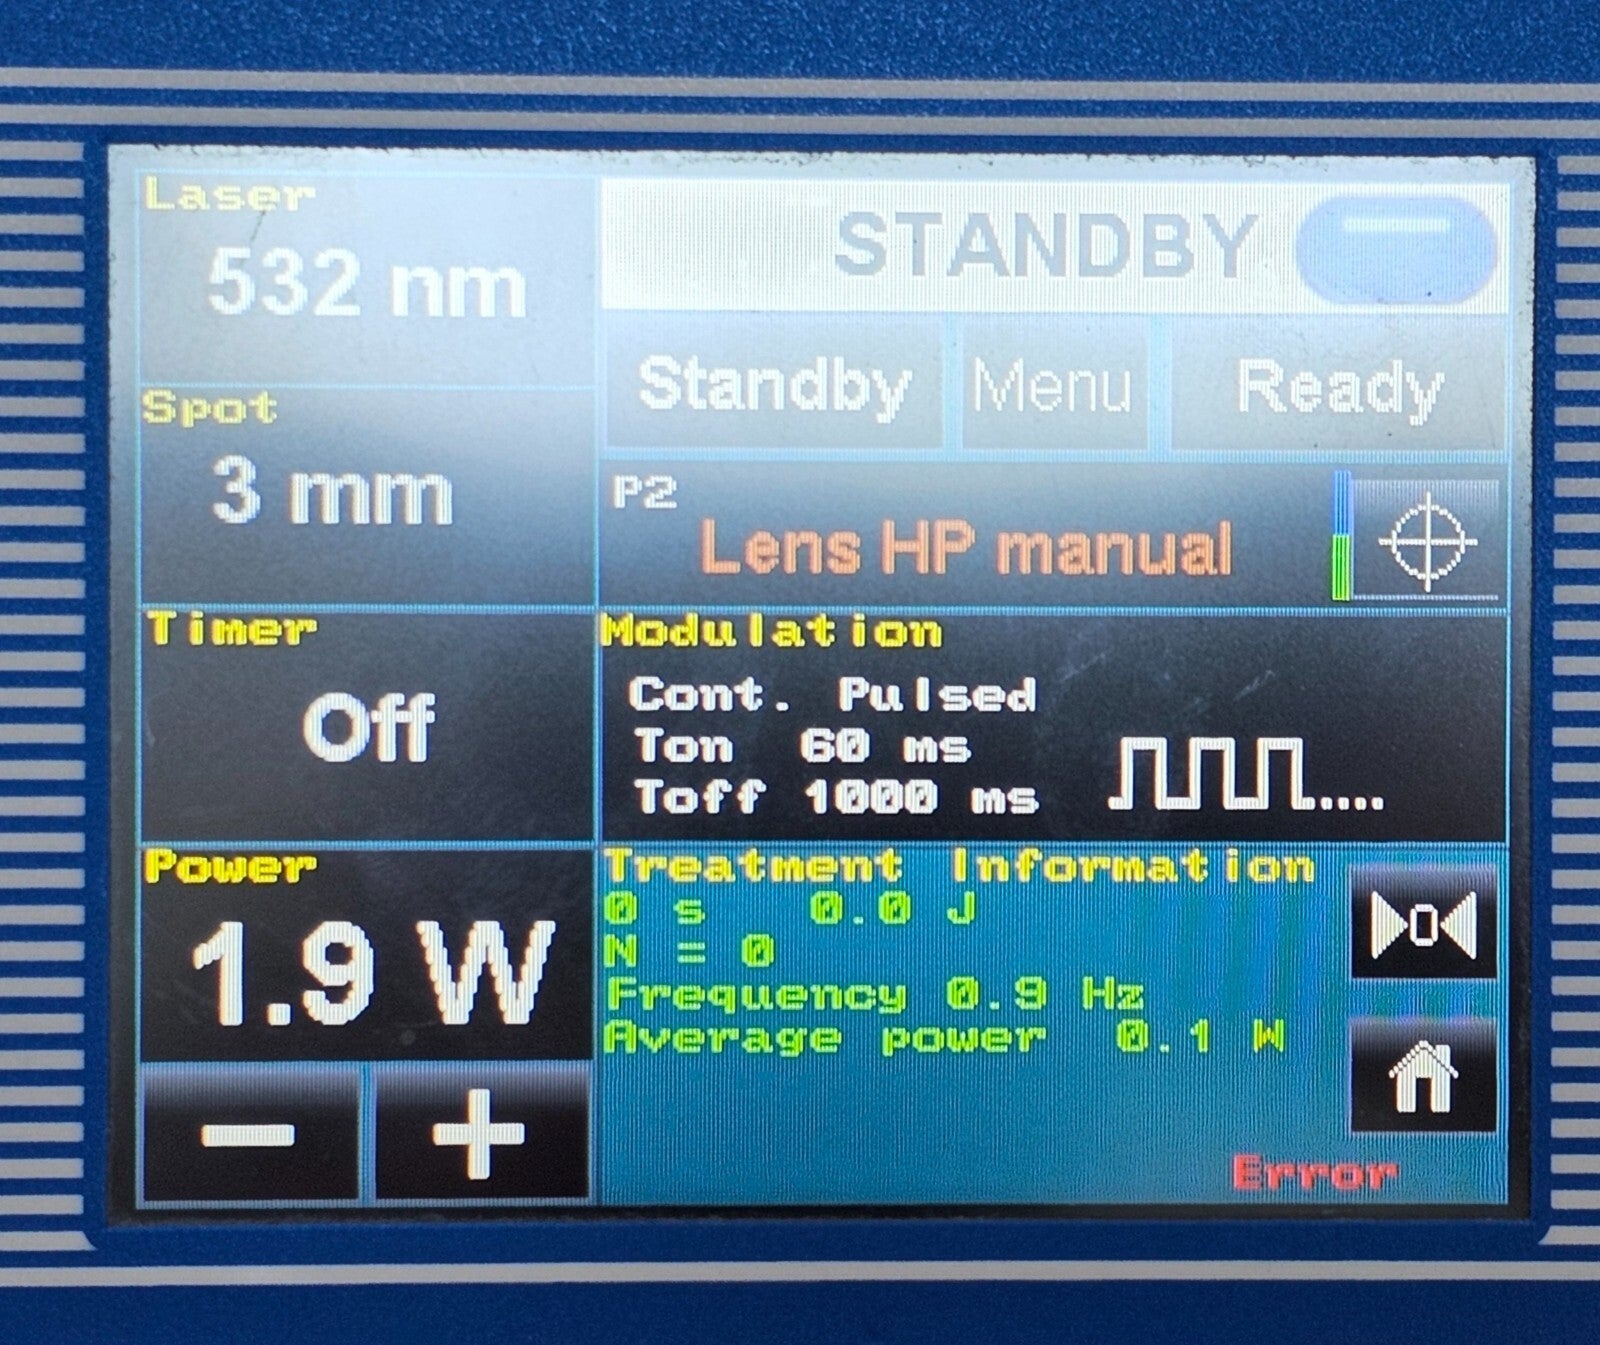 Laser
532 nm
STANDBY
Standby
Menu
Ready
Spot
3 mm
P2
Lens HP manual
Timer
Off
Modulation
Cont. Pulsed
Ton 60 ms
Toff 1000 ms
Power
1.9 W
− +
Treatment Information
0 s 0.0 J
N = 0
Frequency 0.9 Hz
Average power 0.1 W
0
Error